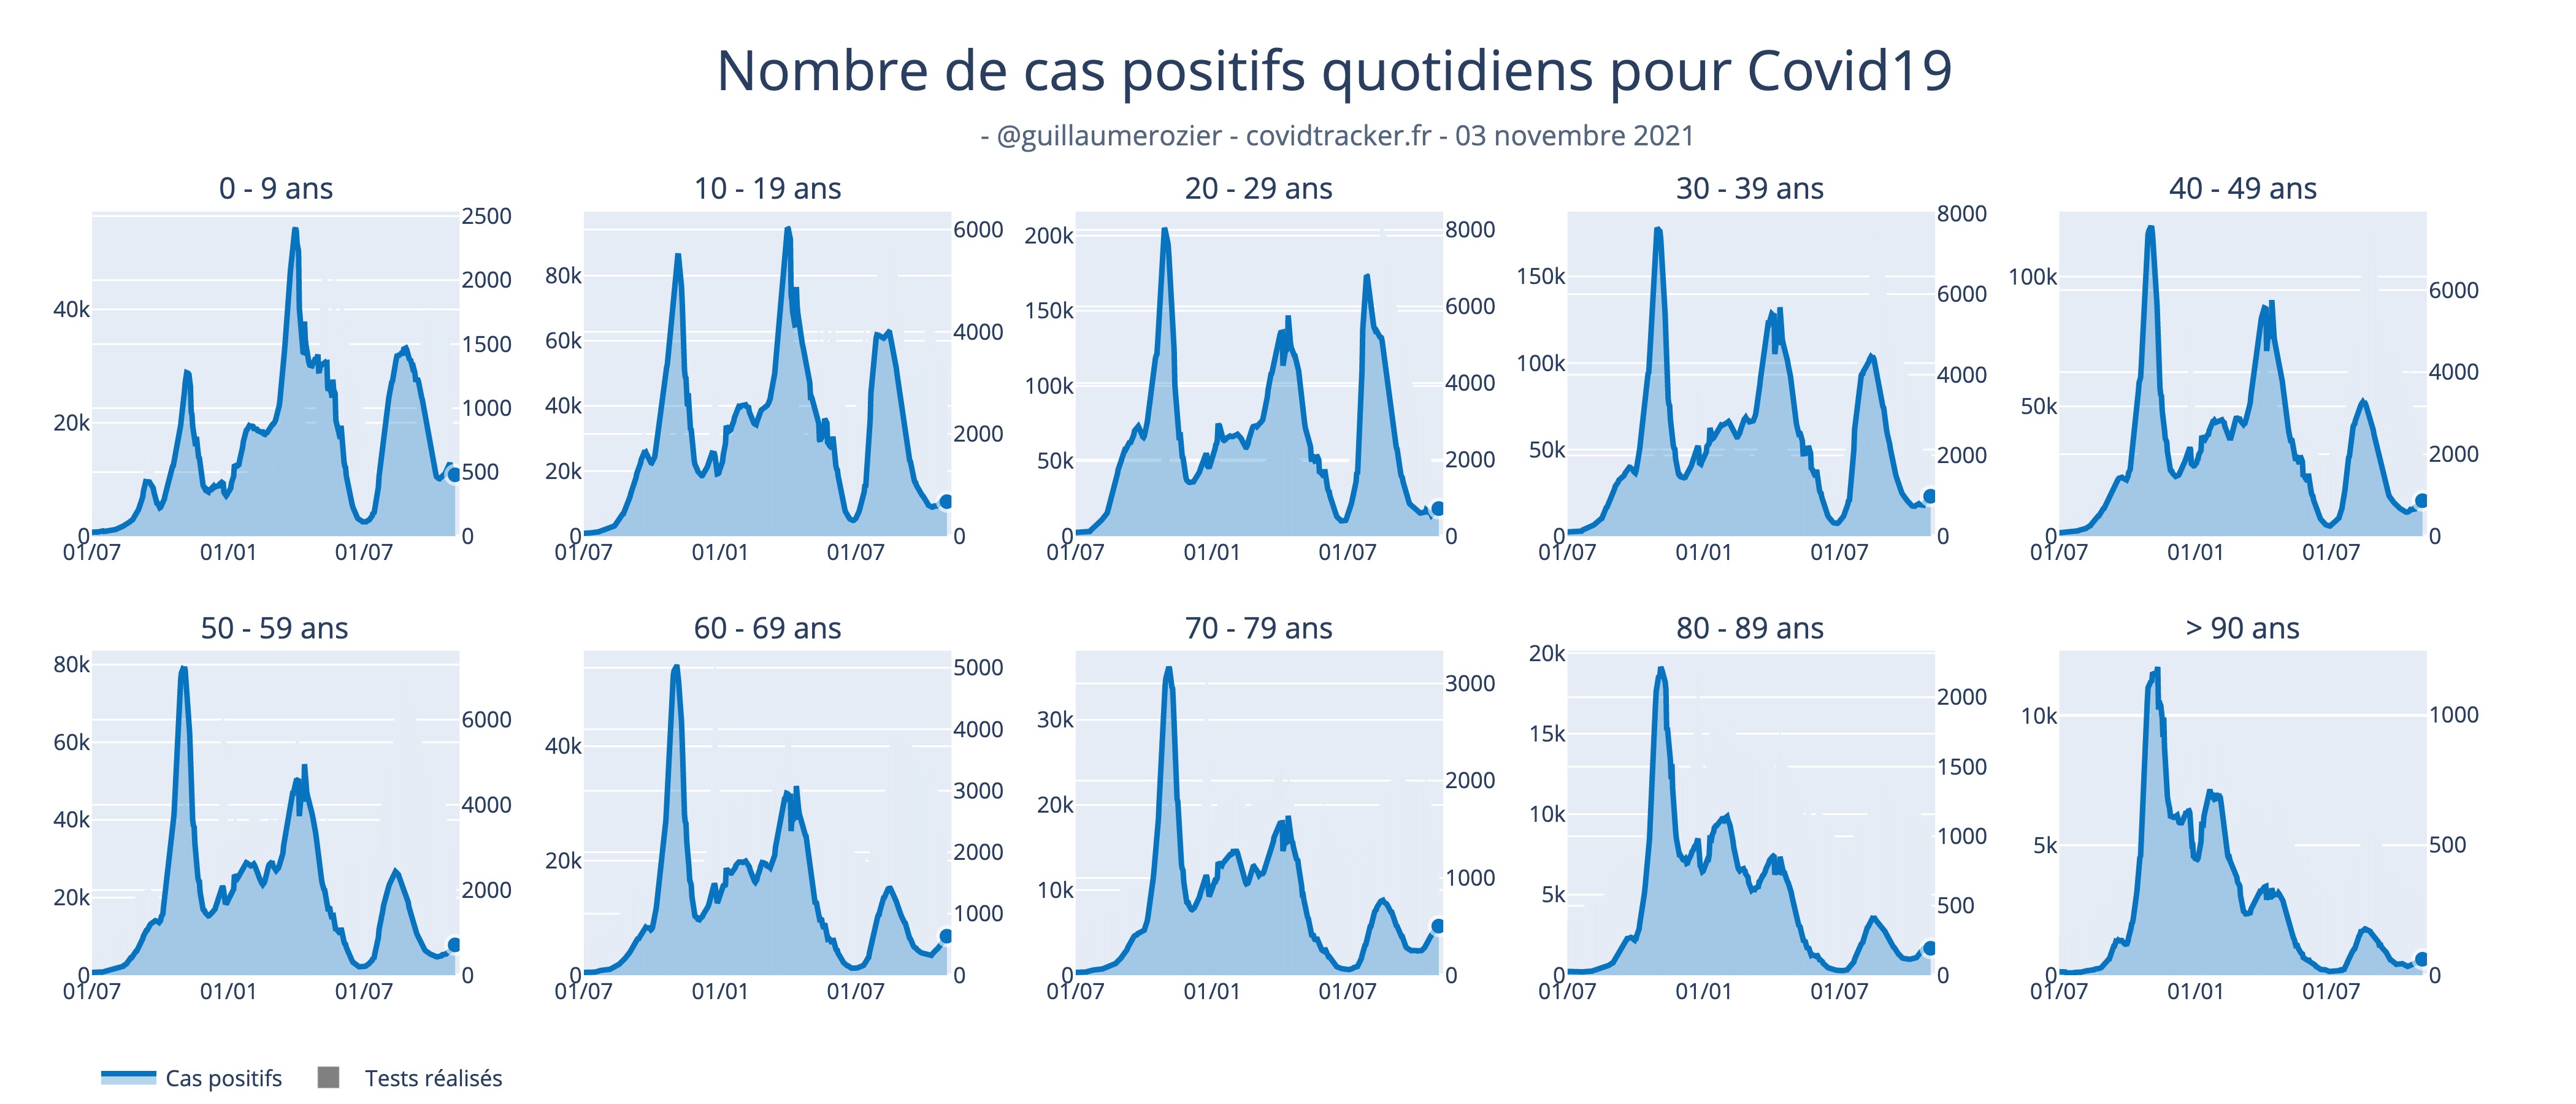 Nombre de cas positifs quotidiens pour Covid19
- @guillaumerozier - covidtracker.fr - 03 novembre 2021
0 - 9 ans
40k
20k
0
2500
2000
1500
1000
500
0
01/07 01/01 01/07
10 - 19 ans
80k
60k
40k
20k
0
6000
4000
2000
0
01/07 01/01 01/07
20 - 29 ans
200k
150k
100k
50k
0
8000
6000
4000
2000
0
01/07 01/01 01/07
30 - 39 ans
150k
100k
50k
0
8000
6000
4000
2000
0
01/07 01/01 01/07
40 - 49 ans
100k
50k
0
6000
4000
2000
0
01/07 01/01 01/07
50 - 59 ans
80k
60k
40k
20k
0
6000
4000
2000
0
01/07 01/01 01/07
60 - 69 ans
40k
20k
0
5000
4000
3000
2000
1000
0
01/07 01/01 01/07
70 - 79 ans
30k
20k
10k
0
3000
2000
1000
0
01/07 01/01 01/07
80 - 89 ans
20k
15k
10k
5k
0
2000
1500
1000
500
0
01/07 01/01 01/07
> 90 ans
10k
5k
0
1000
500
0
01/07 01/01 01/07
Cas positifs Tests réalisés